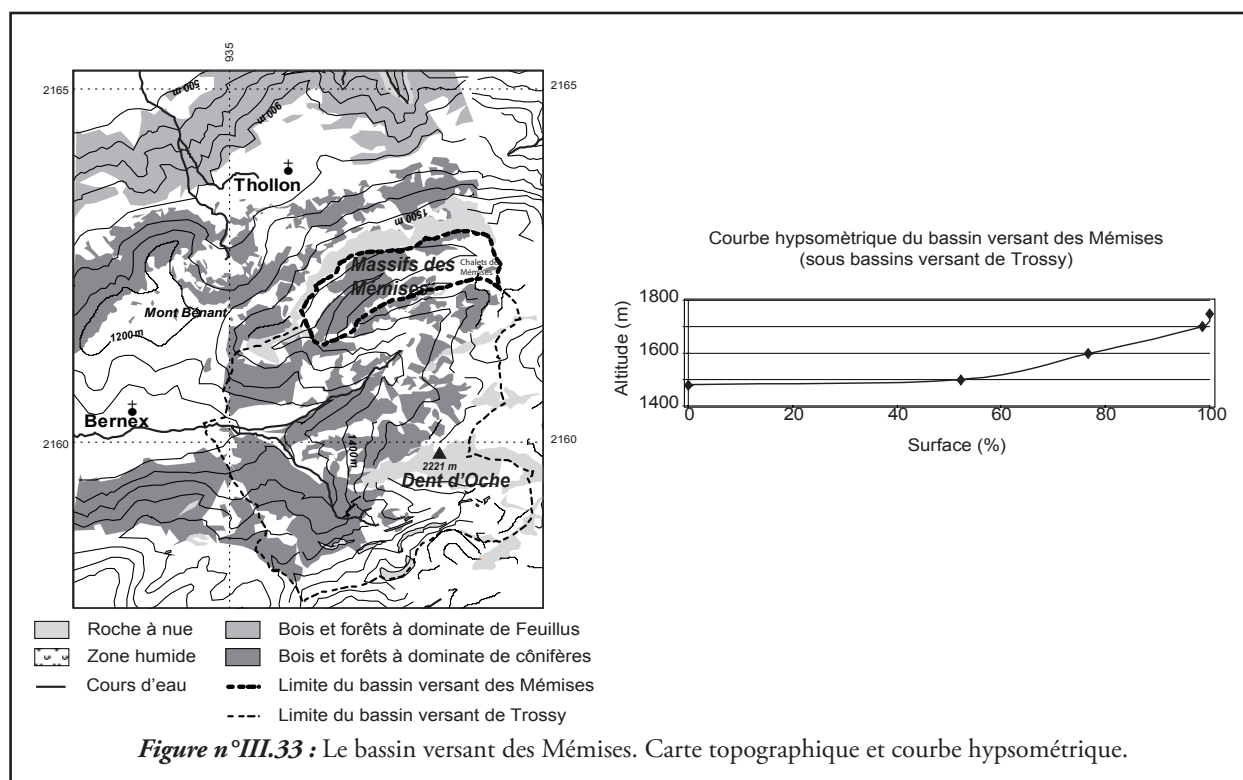 935
2165
2165
500 m
900 m
Thollon
1500 m
Massifs des
Mémises
Chalets de
Mémises
Mont Bénant
1200 m
Bernex
2160
2160
1400m
2221 m
Dent d'Oche
Courbe hypsomètrique du bassin versant des Mémises
(sous bassins versant de Trossy)
Altitude (m)
1800
1600
1400
0
20
40
60
80
100
Surface (%)
Roche à nue
Bois et forêts à dominate de Feuillus
Zone humide
Bois et forêts à dominate de cônifères
Cours d'eau
Limite du bassin versant des Mémises
Limite du bassin versant de Trossy
Figure n°III.33 : Le bassin versant des Mémises. Carte topographique et courbe hypsométrique.